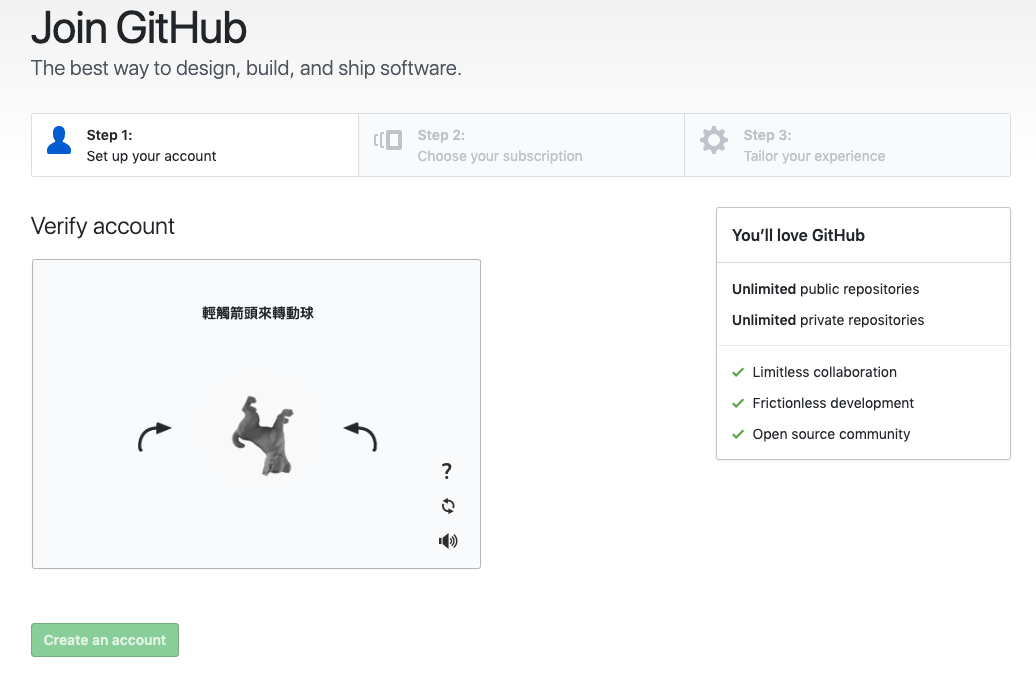 Join GitHub
The best way to design, build, and ship software.
Step 1:
Set up your account
Step 2:
Choose your subscription
Step 3:
Tailor your experience
Verify account
輕觸箭頭來轉動球
?
Create an account
You’ll love GitHub
Unlimited public repositories
Unlimited private repositories
Limitless collaboration
Frictionless development
Open source community